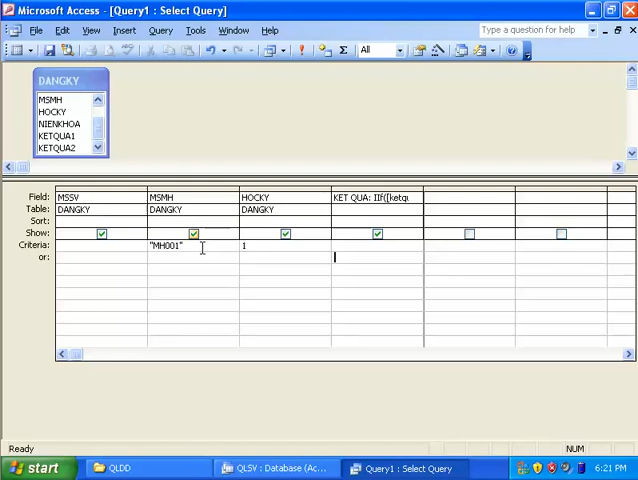 Microsoft Access - [Query1 : Select Query]
File Edit View Insert Query Tools Window Help Type a question for help
All
DANGKY
MSMH
HOCKY
NIENKHOA
KETQUA1
KETQUA2
Field: MSSV MSMH HOCKY KET QUA: IIf([ketqu
Table: DANGKY DANGKY DANGKY
Sort:
Show:
Criteria: "MH001" 1
or:
Ready NUM
start QLDD QLSV : Database (Ac... Query1 : Select Query 6:21 PM